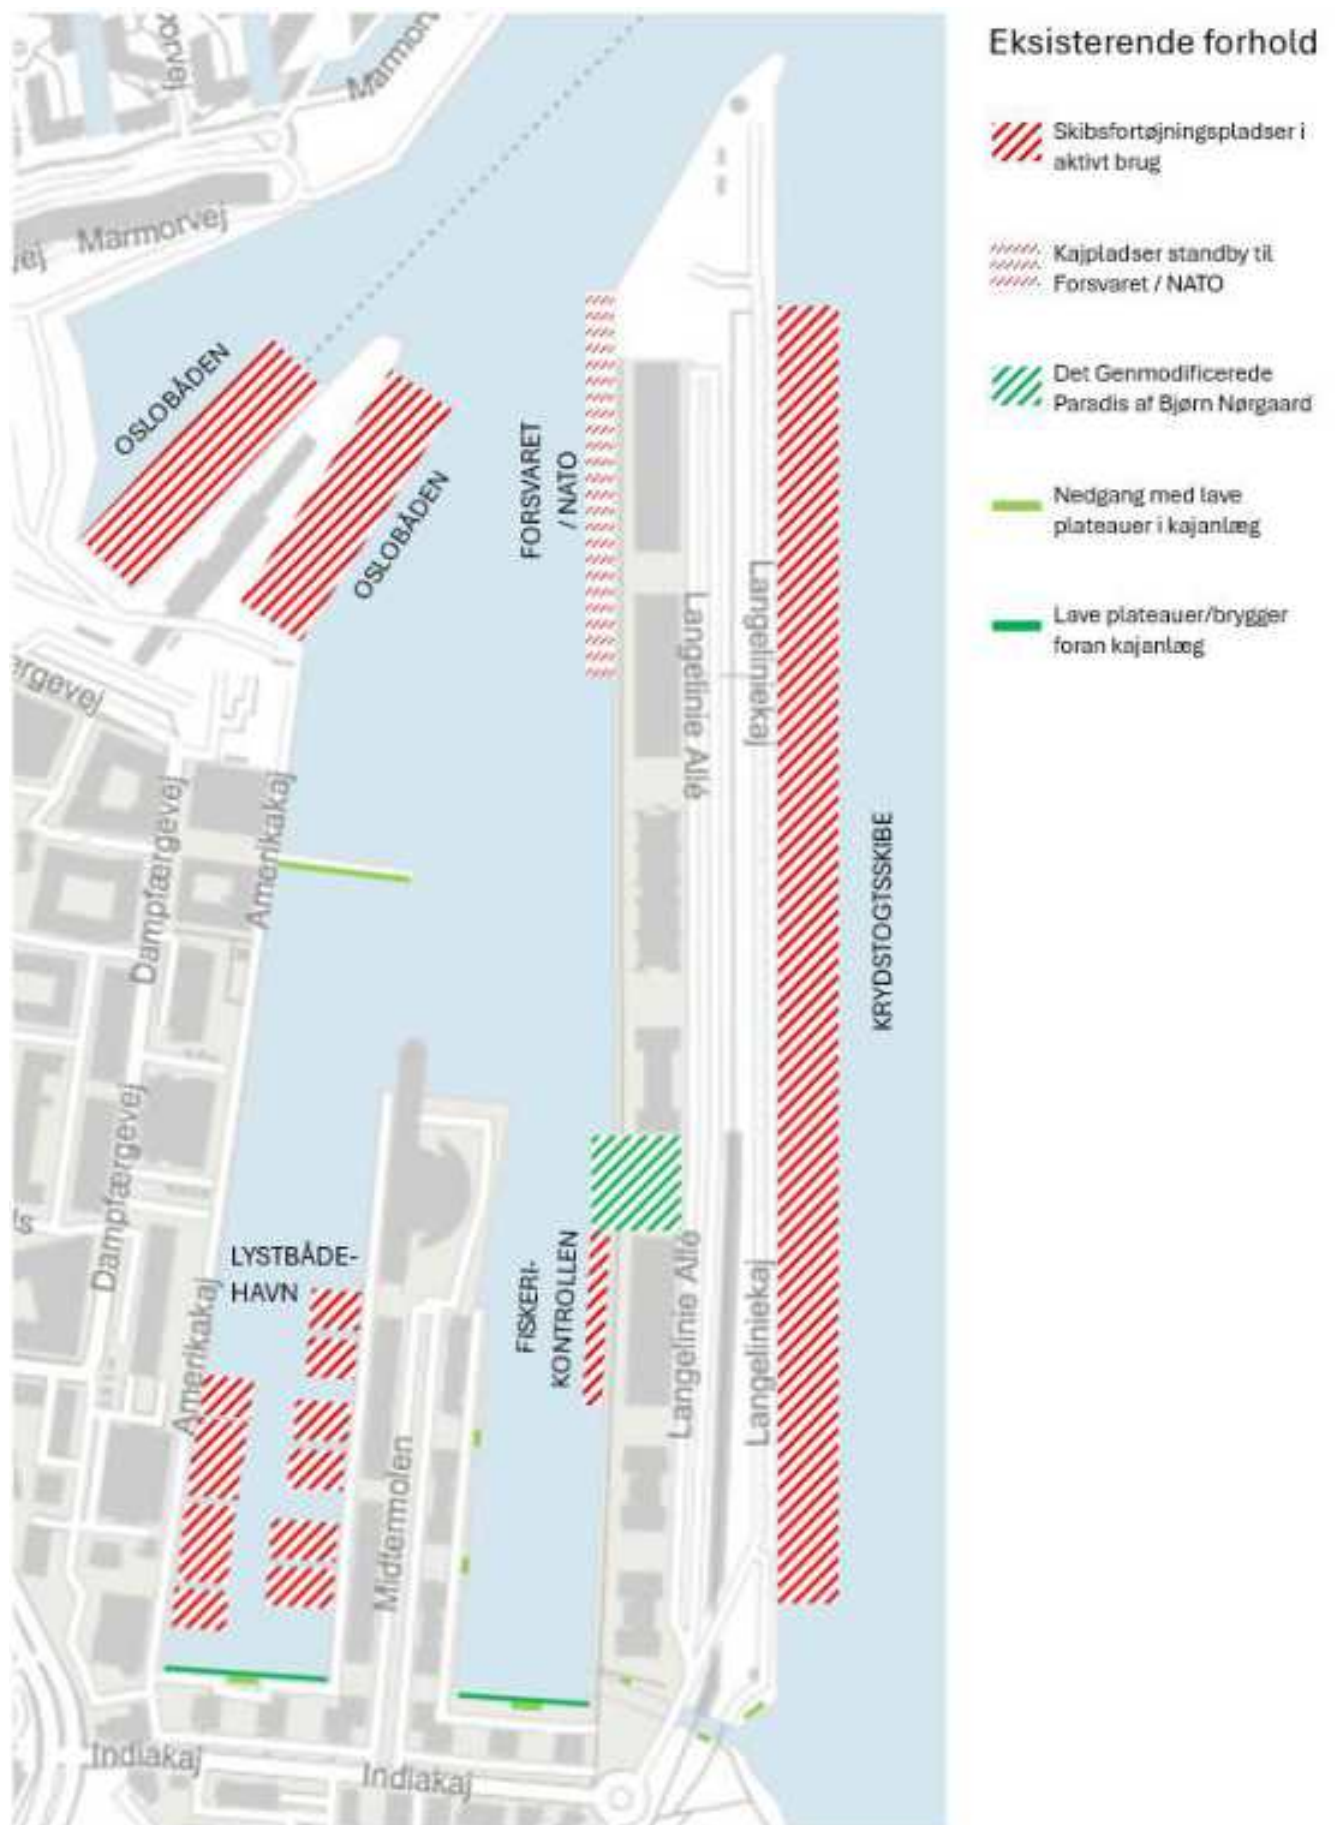 Eksisterende forhold
Skibsfortøjningspladser i
aktivt brug
Kajpladser standby til
Forsvaret / NATO
Det Genmodificerede
Paradis af Bjørn Nørgaard
Nedgang med lave
plateauer i kajanlæg
Lave plateauer/brygger
foran kajanlæg
Marmorvej
OSLOBÅDEN
OSLOBÅDEN
FORSVARET
/ NATO
Langelinie Allé
Langeliniekaj
Dampfærgevej
Amerikakaj
KRYDSTOGTSSKIBE
Dampfærgevej
LYSTBÅDE-
HAVN
FISKERI-
KONTROLLEN
Langelinie Allé
Langeliniekaj
Amerikakaj
Midtermolen
Indiakaj
Indiakaj